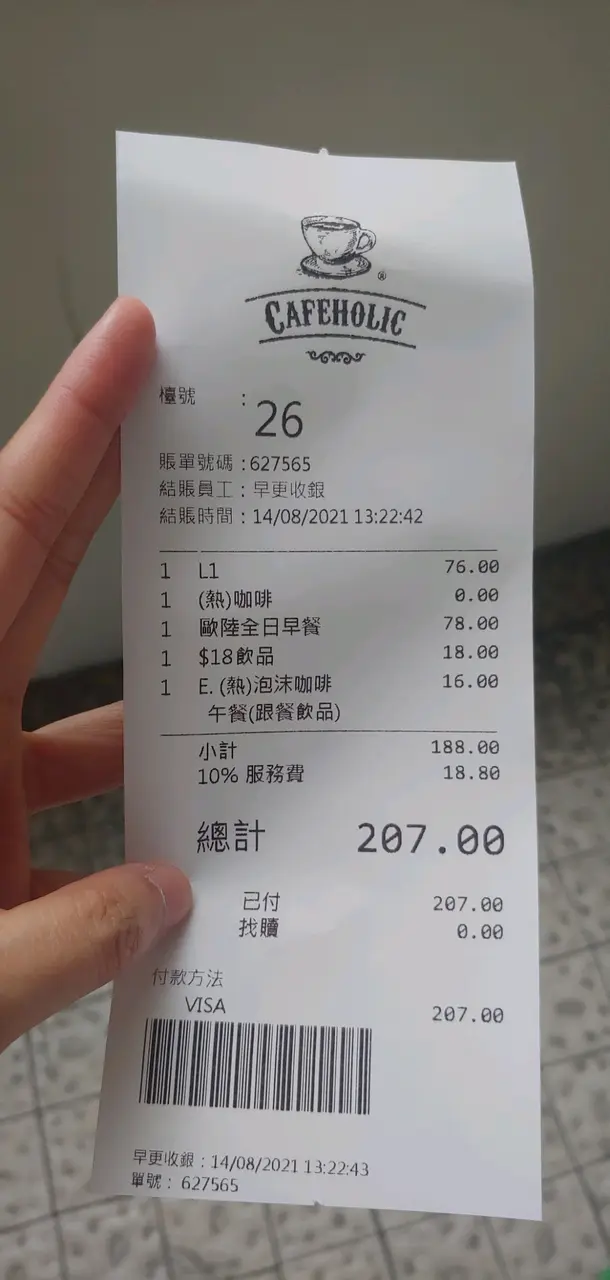 ®
CAFEHOLIC
檯號 : 26
賬單號碼 : 627565
結賬員工 : 早更收銀
結賬時間 : 14/08/2021 13:22:42
1 L1 76.00
1 (熱)咖啡 0.00
1 歐陸全日早餐 78.00
1 $18飲品 18.00
1 E. (熱)泡沫咖啡 16.00
午餐(跟餐飲品)
小計 188.00
10% 服務費 18.80
總計 207.00
已付 207.00
找贖 0.00
付款方法
VISA 207.00
早更收銀 : 14/08/2021 13:22:43
單號 : 627565